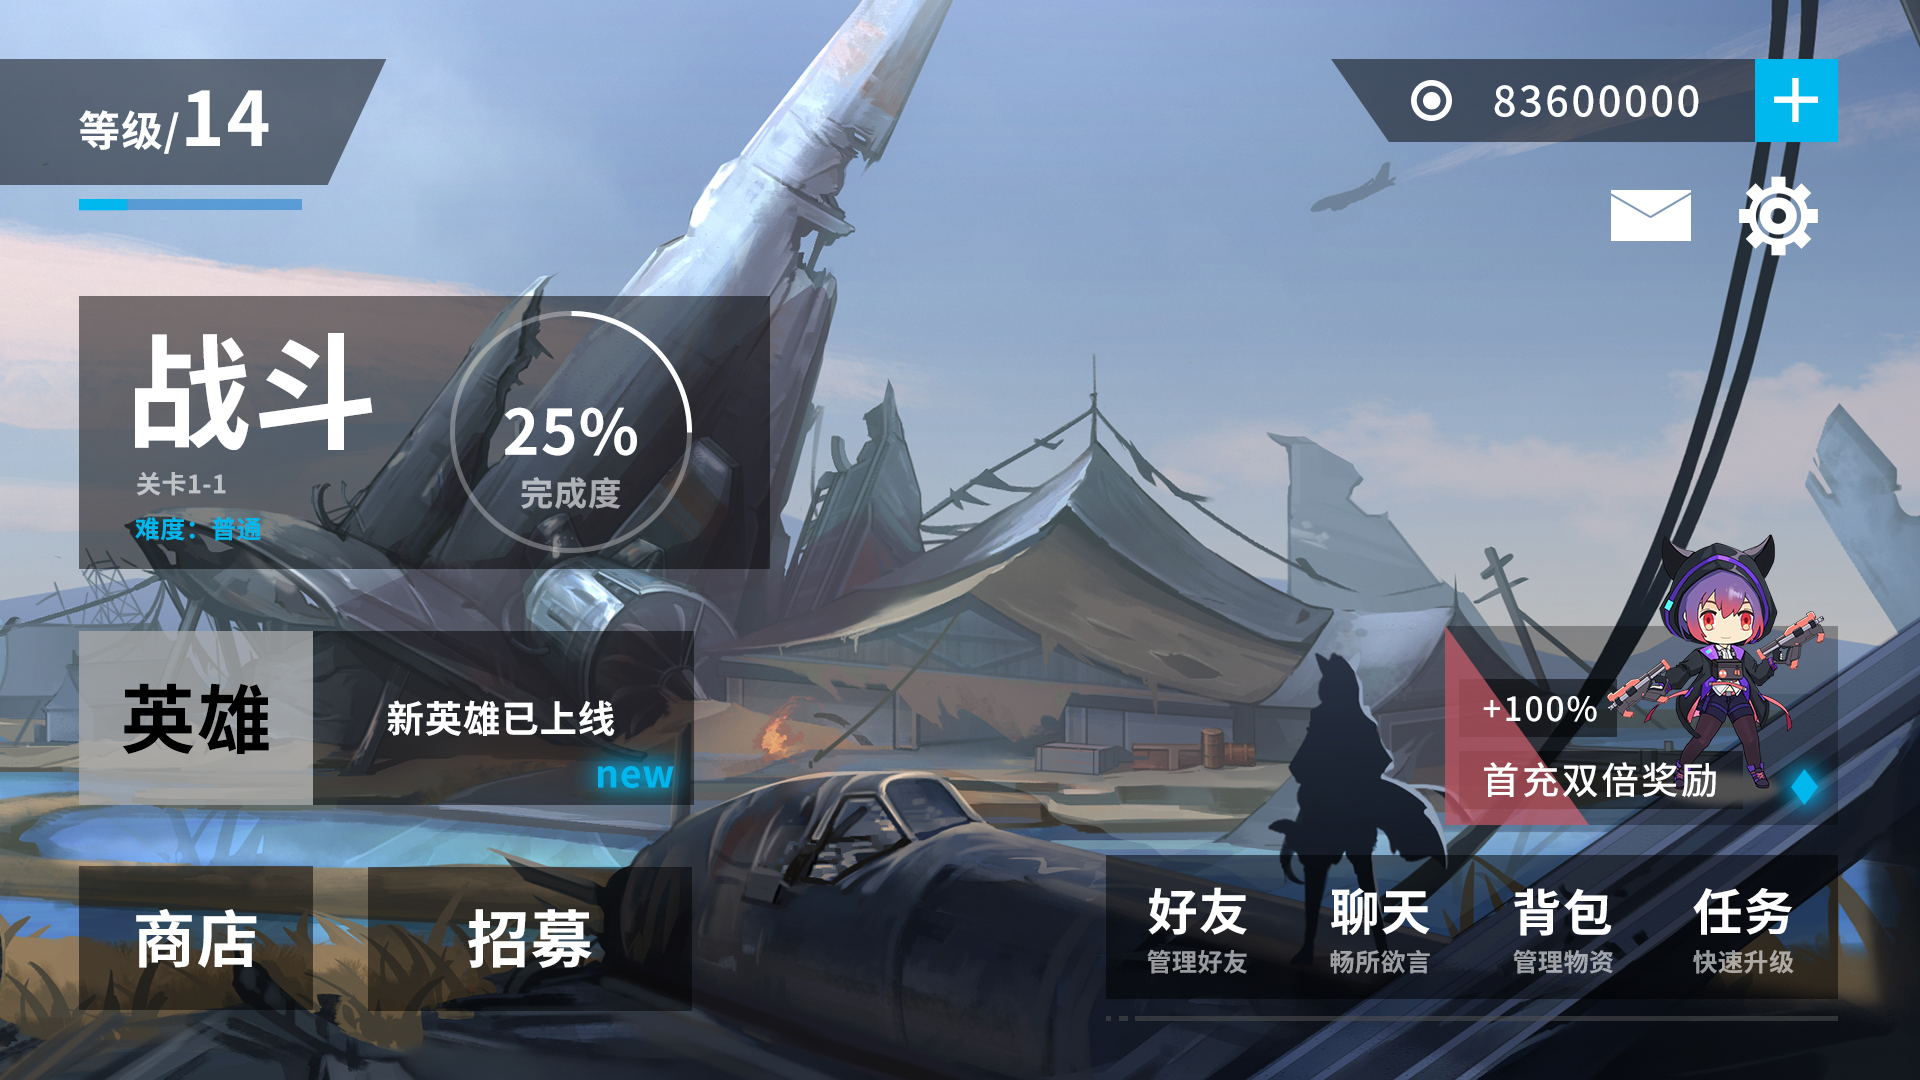 等级/14
83600000
战斗
关卡1-1
难度：普通
25%
完成度
英雄
新英雄已上线
new
+100%
首充双倍奖励
商店
招募
好友
管理好友
聊天
畅所欲言
背包
管理物资
任务
快速升级